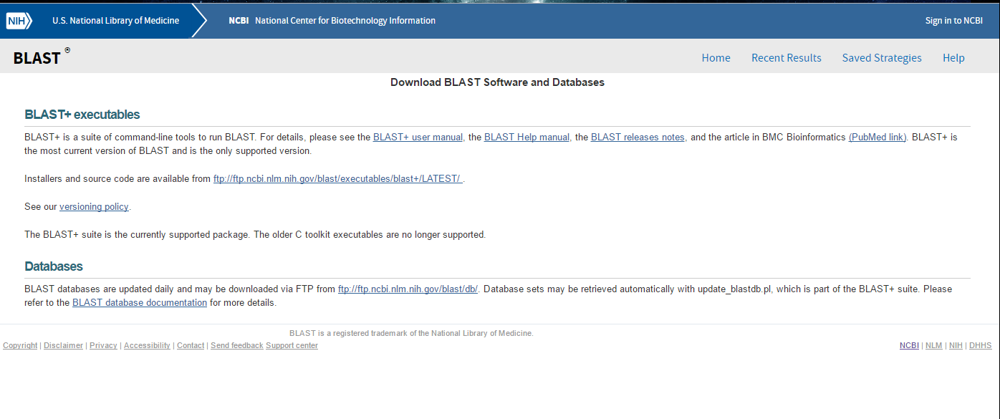 NIH U.S. National Library of Medicine NCBI National Center for Biotechnology Information Sign in to NCBI
BLAST ® Home Recent Results Saved Strategies Help
Download BLAST Software and Databases
BLAST+ executables
BLAST+ is a suite of command-line tools to run BLAST. For details, please see the BLAST+ user manual, the BLAST Help manual, the BLAST releases notes, and the article in BMC Bioinformatics (PubMed link). BLAST+ is
the most current version of BLAST and is the only supported version.
Installers and source code are available from ftp://ftp.ncbi.nlm.nih.gov/blast/executables/blast+/LATEST/ .
See our versioning policy.
The BLAST+ suite is the currently supported package. The older C toolkit executables are no longer supported.
Databases
BLAST databases are updated daily and may be downloaded via FTP from ftp://ftp.ncbi.nlm.nih.gov/blast/db/. Database sets may be retrieved automatically with update_blastdb.pl, which is part of the BLAST+ suite. Please
refer to the BLAST database documentation for more details.
BLAST is a registered trademark of the National Library of Medicine.
Copyright | Disclaimer | Privacy | Accessibility | Contact | Send feedback Support center NCBI | NLM | NIH | DHHS